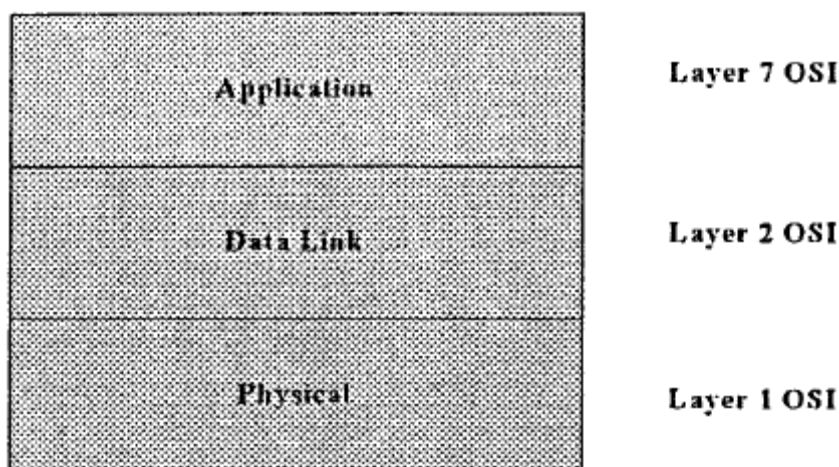 Application
Layer 7 OSI
Data Link
Layer 2 OSI
Physical
Layer 1 OSI